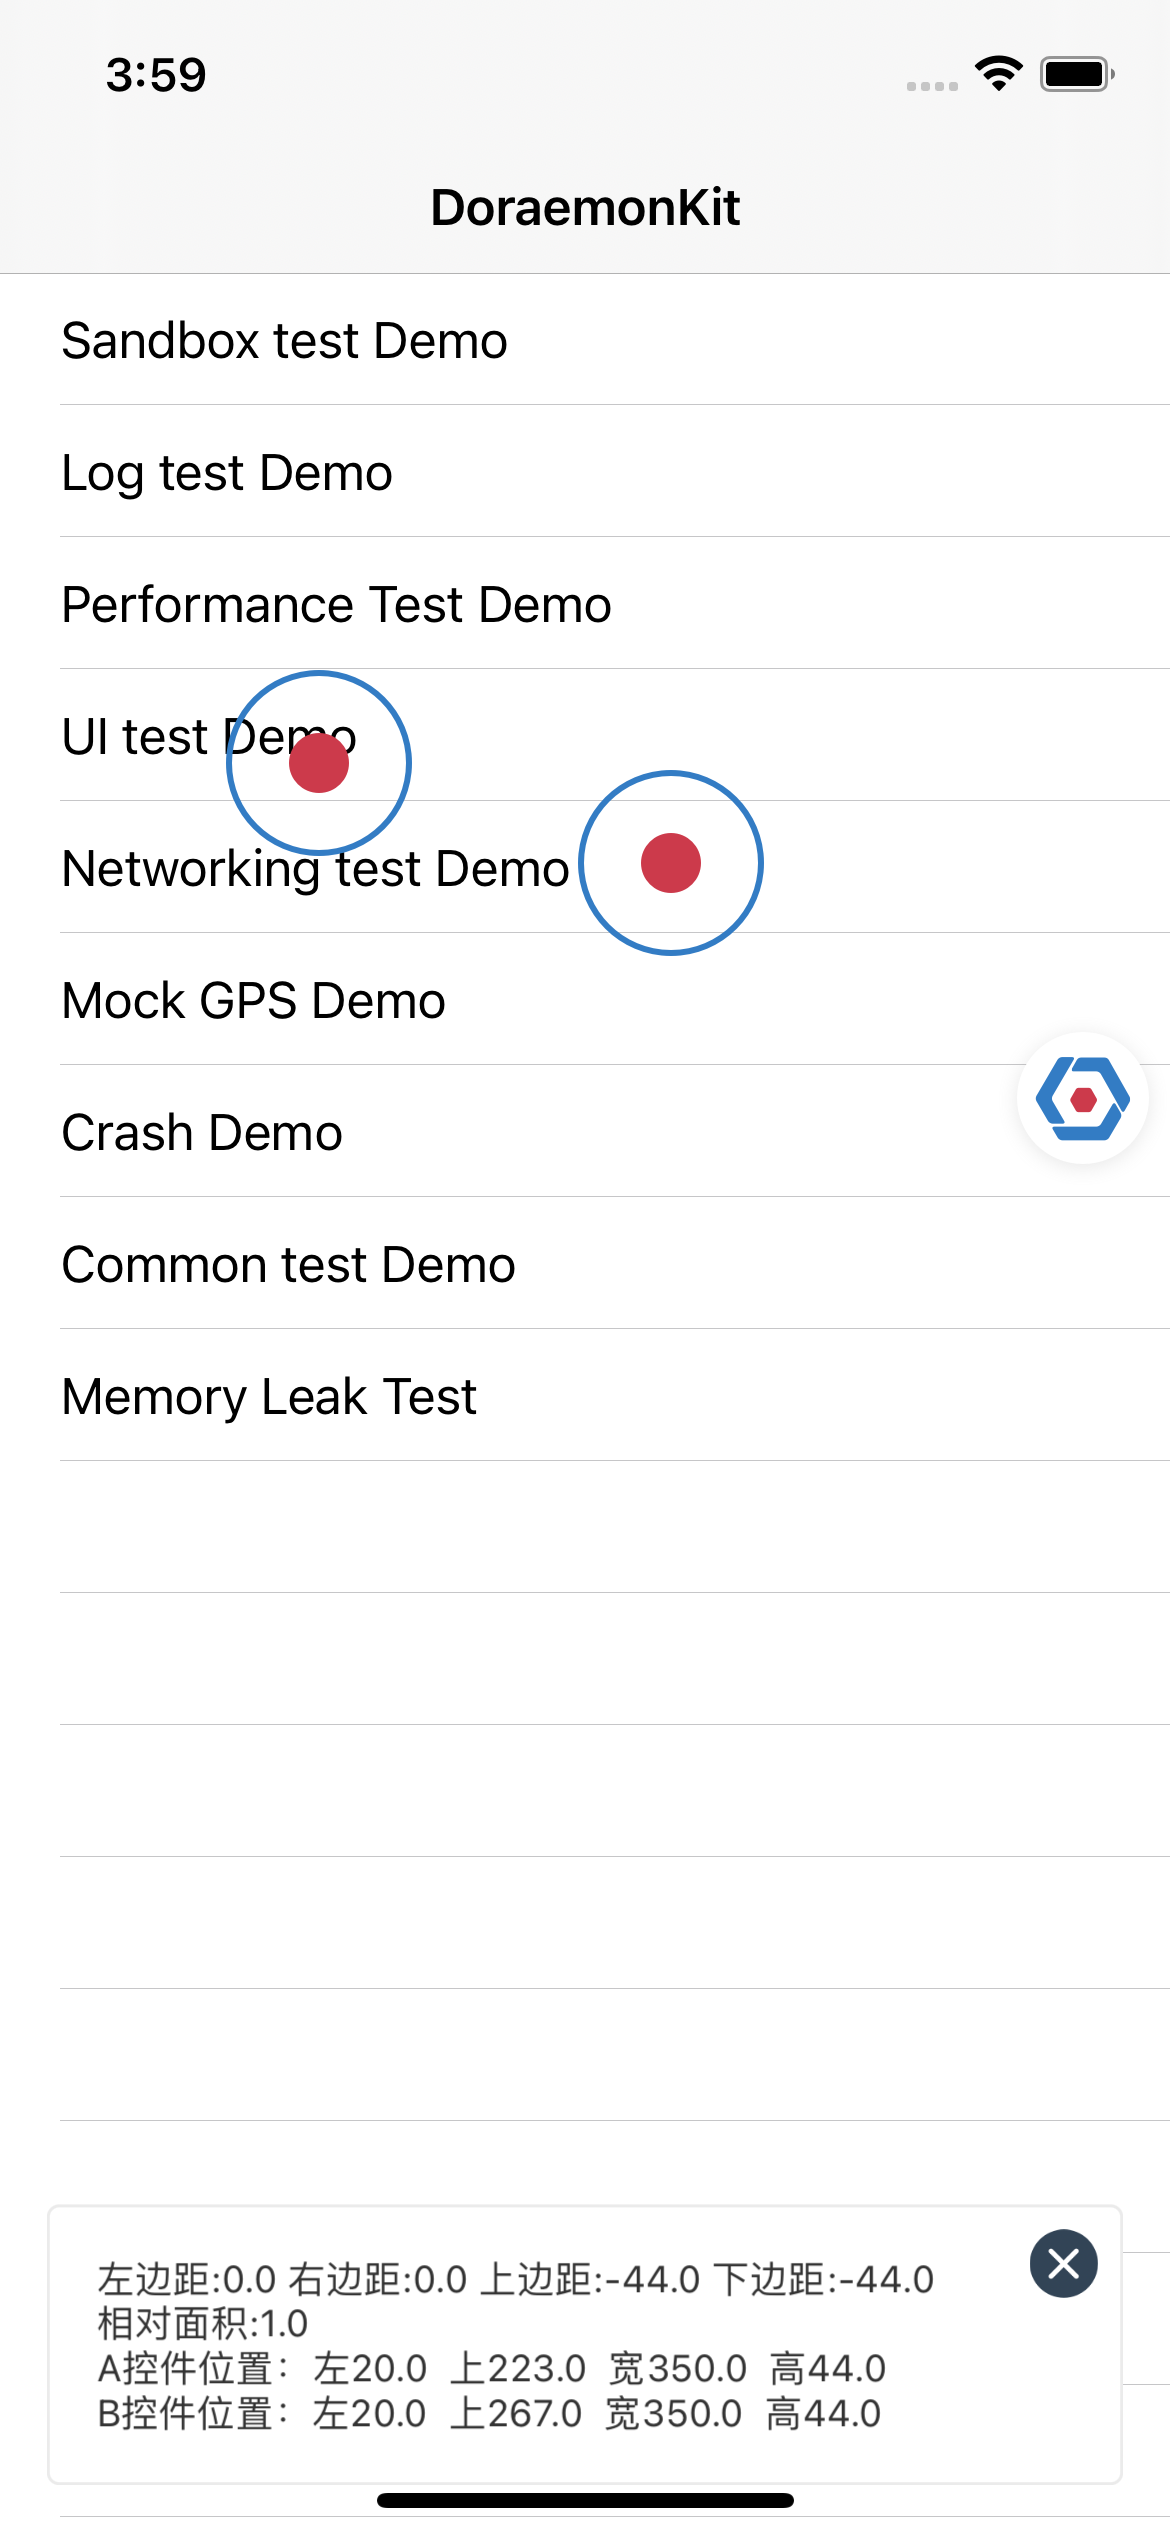 3:59
DoraemonKit
Sandbox test Demo
Log test Demo
Performance Test Demo
UI test Demo
Networking test Demo
Mock GPS Demo
Crash Demo
Common test Demo
Memory Leak Test
左边距:0.0 右边距:0.0 上边距:-44.0 下边距:-44.0
相对面积:1.0
A控件位置：左20.0 上223.0 宽350.0 高44.0
B控件位置：左20.0 上267.0 宽350.0 高44.0